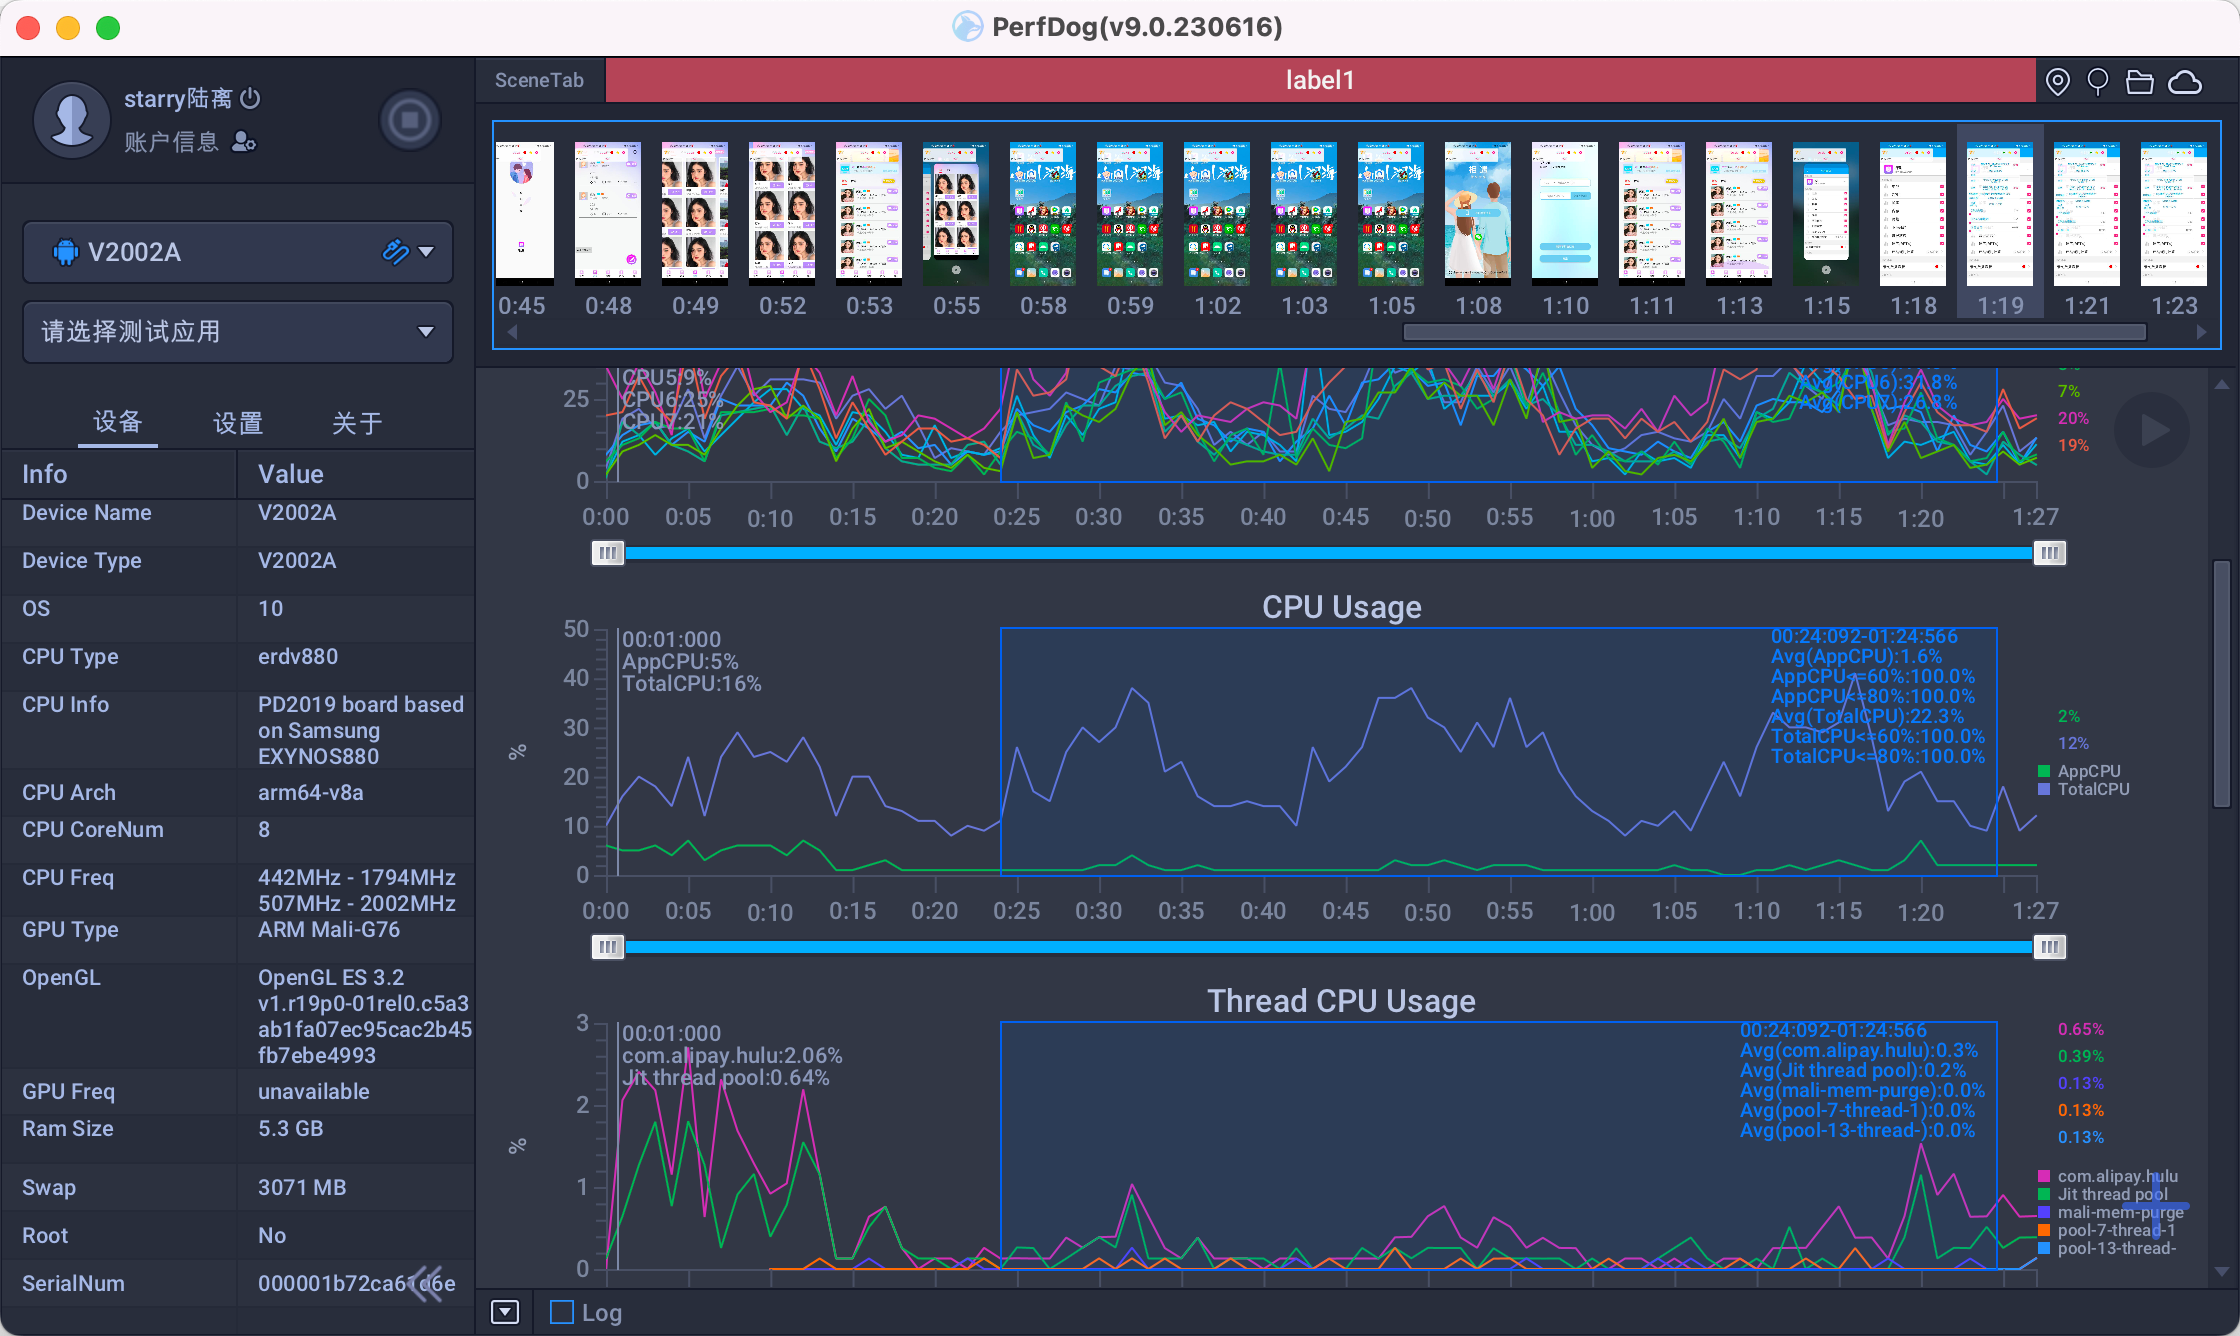 PerfDog(v9.0.230616)
starry陆离
账户信息
V2002A
请选择测试应用
设备 设置 关于
Info Value
Device Name V2002A
Device Type V2002A
OS 10
CPU Type erdv880
CPU Info PD2019 board based
on Samsung
EXYNOS880
CPU Arch arm64-v8a
CPU CoreNum 8
CPU Freq 442MHz - 1794MHz
507MHz - 2002MHz
GPU Type ARM Mali-G76
OpenGL OpenGL ES 3.2
v1.r19p0-01rel0.c5a3
ab1fa07ec95cac2b45
fb7ebe4993
GPU Freq unavailable
Ram Size 5.3 GB
Swap 3071 MB
Root No
SerialNum
SceneTab label1
0:45 0:48 0:49 0:52 0:53 0:55 0:58 0:59 1:02 1:03 1:05 1:08 1:10 1:11 1:13 1:15 1:18 1:19 1:21 1:23
CPU5:9%
25 CPU6:25%
CPU7:21%
Avg(CPU6):31.8%
7%
20%
19%
0
0:00 0:05 0:10 0:15 0:20 0:25 0:30 0:35 0:40 0:45 0:50 0:55 1:00 1:05 1:10 1:15 1:20 1:27
CPU Usage
50
40
30
20
10
0
%
00:01:000
AppCPU:5%
TotalCPU:16%
00:24:092-01:24:566
Avg(AppCPU):1.6%
AppCPU<=60%:100.0%
AppCPU<=80%:100.0%
Avg(TotalCPU):22.3%
TotalCPU<=60%:100.0%
TotalCPU<=80%:100.0%
2%
12%
AppCPU
TotalCPU
0:00 0:05 0:10 0:15 0:20 0:25 0:30 0:35 0:40 0:45 0:50 0:55 1:00 1:05 1:10 1:15 1:20 1:27
Thread CPU Usage
3
2
1
0
%
00:01:000
com.alipay.hulu:2.06%
Jit thread pool:0.64%
00:24:092-01:24:566
Avg(com.alipay.hulu):0.3%
Avg(Jit thread pool):0.2%
Avg(mali-mem-purge):0.0%
Avg(pool-7-thread-1):0.0%
Avg(pool-13-thread-):0.0%
0.65%
0.39%
0.13%
0.13%
0.13%
com.alipay.hulu
Jit thread pool
mali-mem-purge
pool-7-thread-1
pool-13-thread-
Log